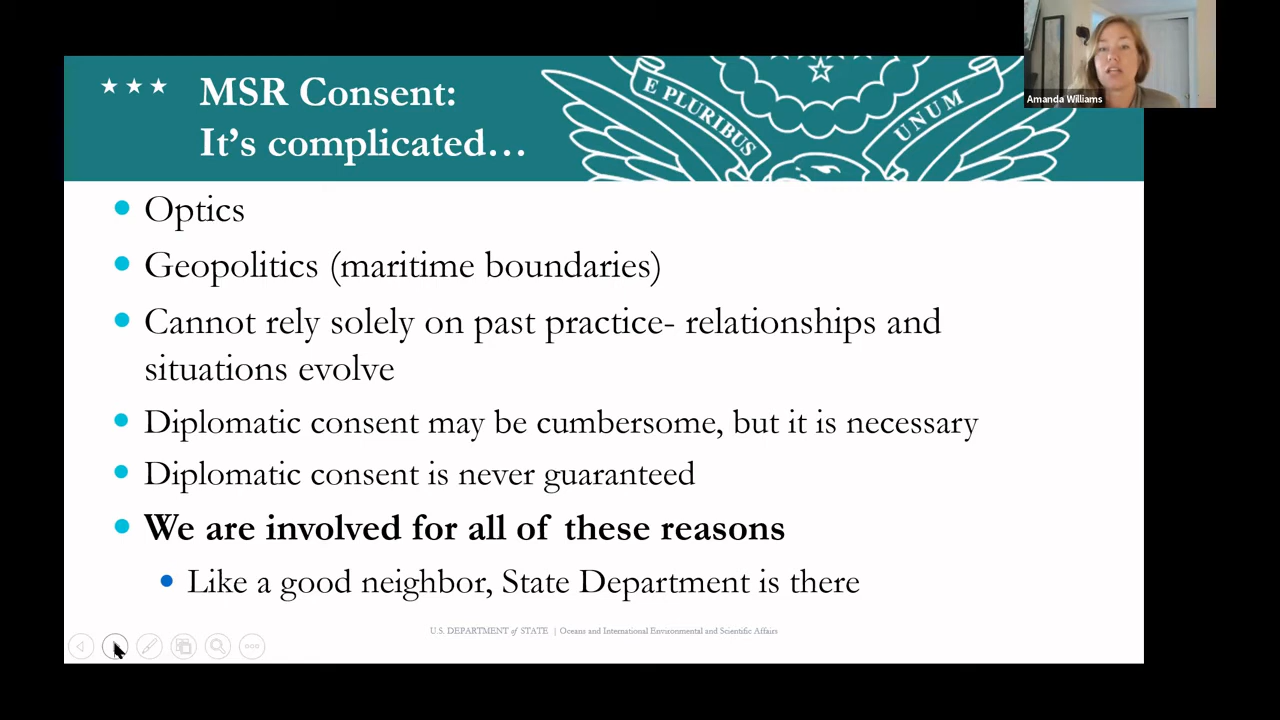 MSR Consent:
It’s complicated…
E PLURIBUS
UNUM
Amanda Williams
Optics
Geopolitics (maritime boundaries)
Cannot rely solely on past practice- relationships and
situations evolve
Diplomatic consent may be cumbersome, but it is necessary
Diplomatic consent is never guaranteed
We are involved for all of these reasons
Like a good neighbor, State Department is there
U.S. DEPARTMENT of STATE | Oceans and International Environmental and Scientific Affairs